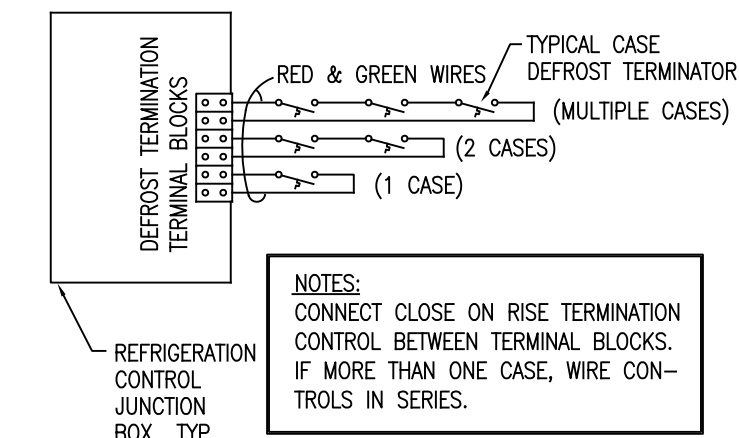 DEFROST TERMINATION
TERMINAL BLOCKS
RED & GREEN WIRES
TYPICAL CASE
DEFROST TERMINATOR
(MULTIPLE CASES)
(2 CASES)
(1 CASE)
REFRIGERATION
CONTROL
JUNCTION
BOX, TYP
NOTES:
CONNECT CLOSE ON RISE TERMINATION
CONTROL BETWEEN TERMINAL BLOCKS.
IF MORE THAN ONE CASE, WIRE CON–
TROLS IN SERIES.